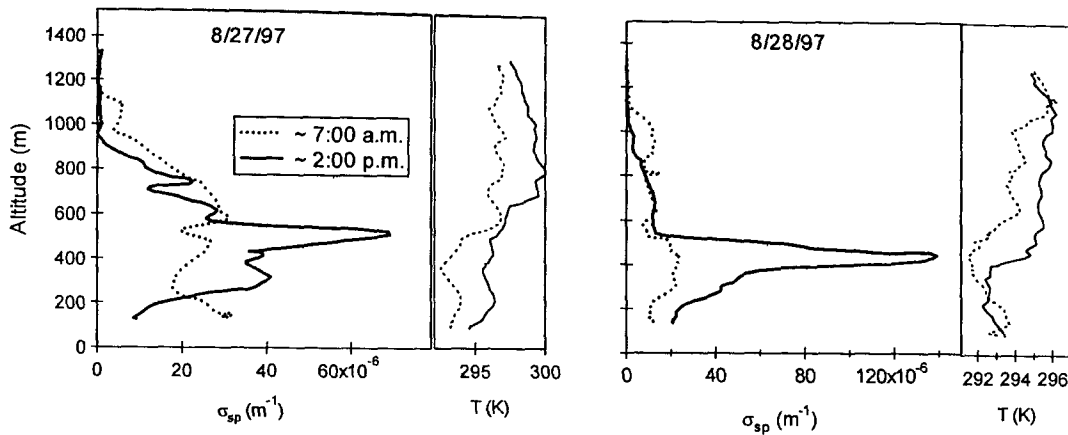 8/27/97
8/28/97
1400
1200
1000
800
600
400
200
0
Altitude (m)
~ 7:00 a.m.
~ 2:00 p.m.
0
20
40
60x10⁻⁶
295
300
0
40
80
120x10⁻⁶
292
294
296
σsp (m⁻¹)
T (K)
σsp (m⁻¹)
T (K)